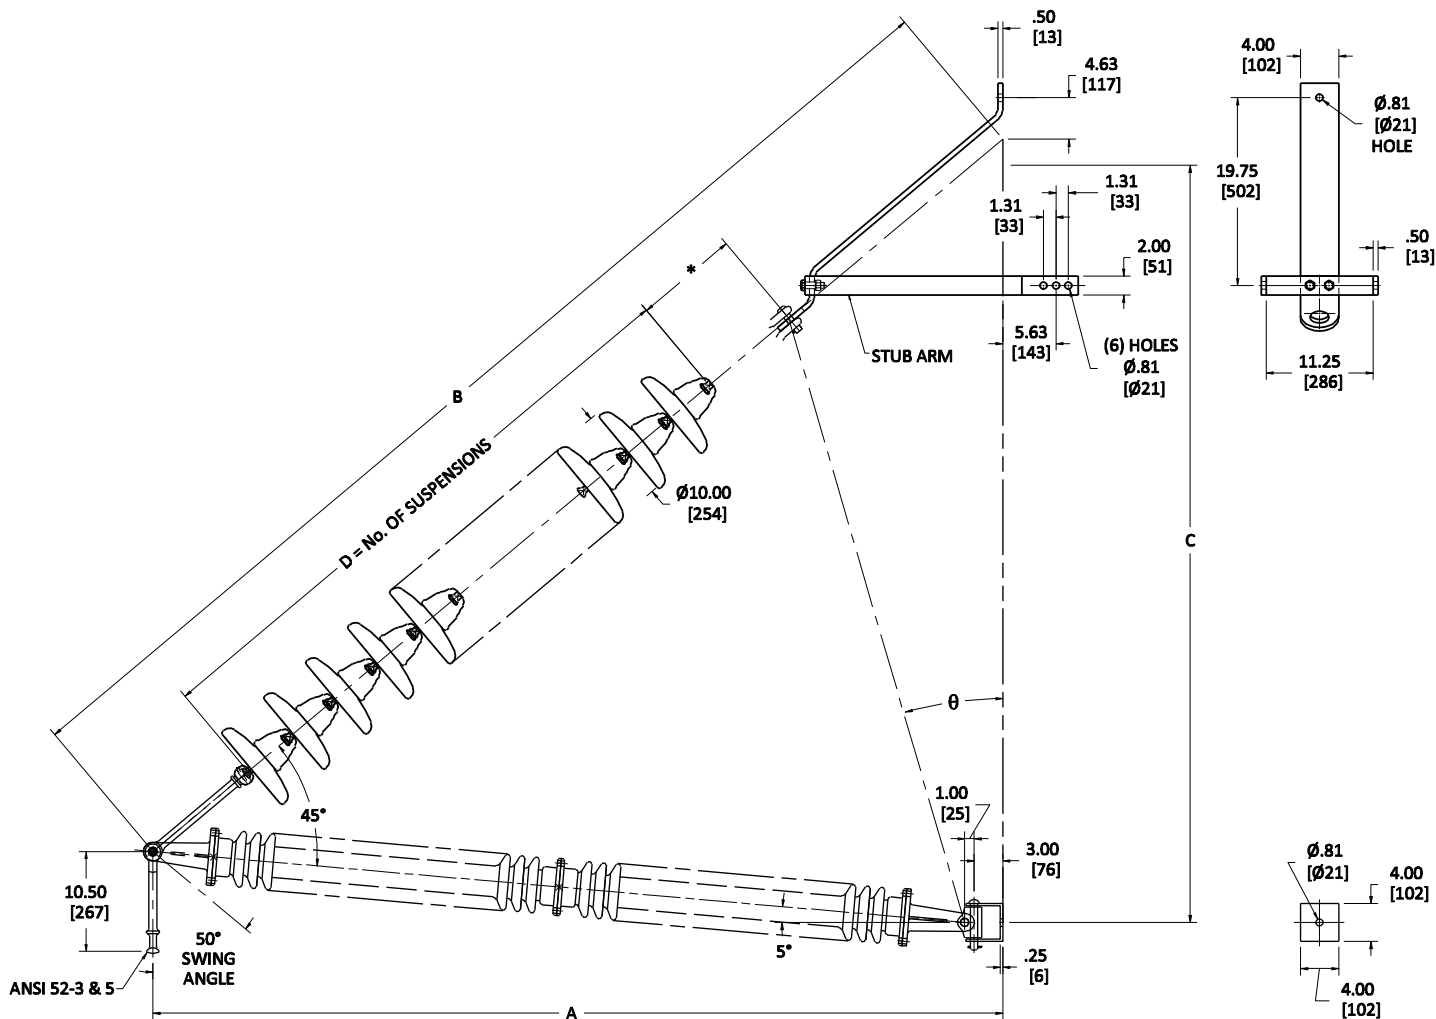 .50
[13]
4.63
[117]
4.00
[102]
Ø.81
[Ø21]
HOLE
19.75
[502]
1.31
[33]
1.31
[33]
2.00
[51]
.50
[13]
*
STUB ARM
5.63
[143]
(6) HOLES
Ø.81
[Ø21]
11.25
[286]
B
D = No. OF SUSPENSIONS
Ø10.00
[254]
C
θ
45°
1.00
[25]
3.00
[76]
10.50
[267]
50°
SWING
ANGLE
5°
.25
[6]
ANSI 52-3 & 5
A
Ø.81
[Ø21]
4.00
[102]
4.00
[102]